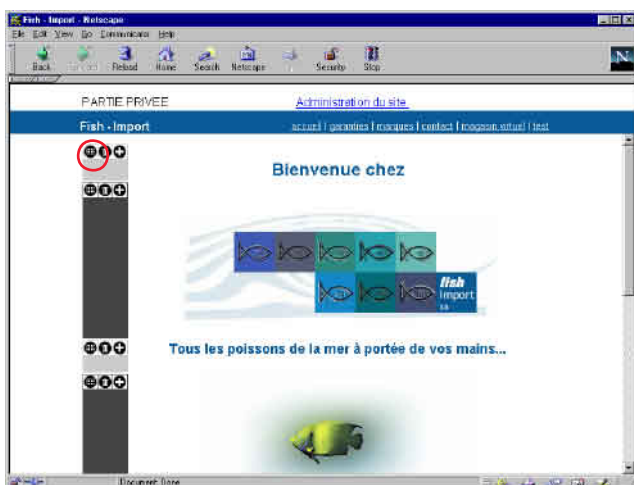 Fish - Import - Netscape
File Edit View Go Communicator Help
Back Reload Home Search Netscape Security Stop
N
PARTIE PRIVEE Administration du site
Fish - Import accueil | garanties | marques | contact | magasin virtuel | test
Bienvenue chez
fish
import
sa
Tous les poissons de la mer à portée de vos mains...
Document: Done